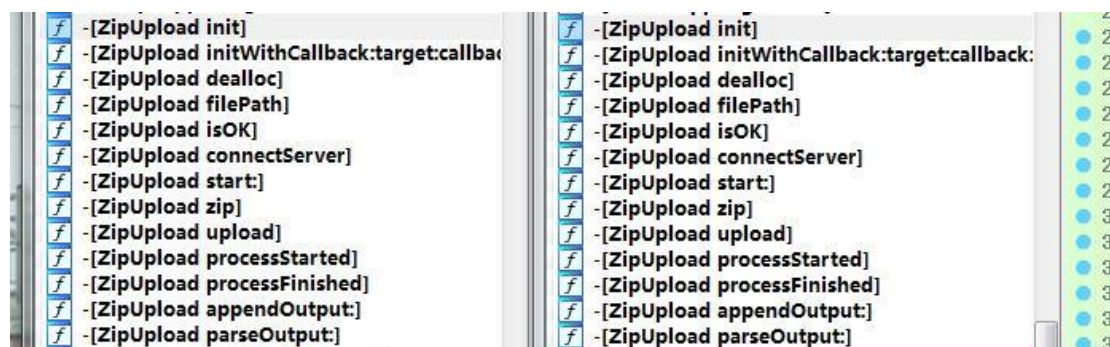 -[ZipUpload init]
-[ZipUpload initWithCallback:target:callbac
-[ZipUpload dealloc]
-[ZipUpload filePath]
-[ZipUpload isOK]
-[ZipUpload connectServer]
-[ZipUpload start:]
-[ZipUpload zip]
-[ZipUpload upload]
-[ZipUpload processStarted]
-[ZipUpload processFinished]
-[ZipUpload appendOutput:]
-[ZipUpload parseOutput:]
-[ZipUpload init]
-[ZipUpload initWithCallback:target:callback:
-[ZipUpload dealloc]
-[ZipUpload filePath]
-[ZipUpload isOK]
-[ZipUpload connectServer]
-[ZipUpload start:]
-[ZipUpload zip]
-[ZipUpload upload]
-[ZipUpload processStarted]
-[ZipUpload processFinished]
-[ZipUpload appendOutput:]
-[ZipUpload parseOutput:]